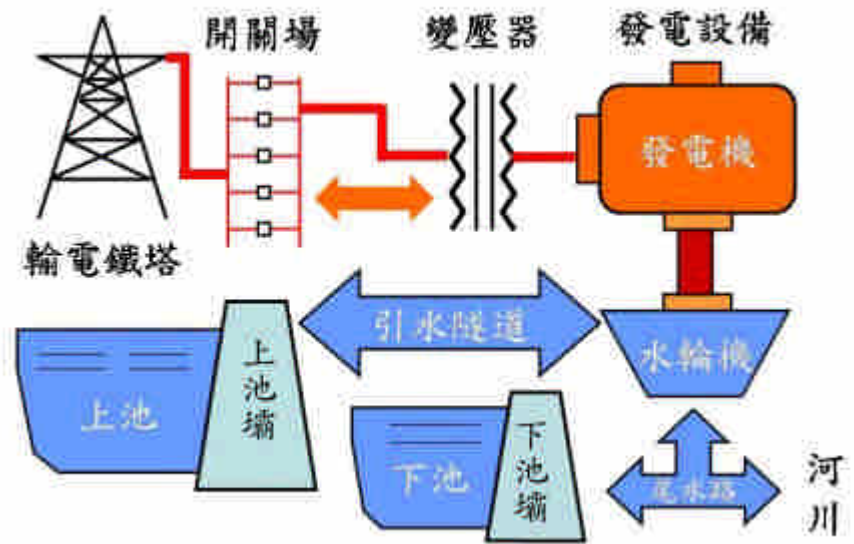 開關場
變壓器
發電設備
發電機
輸電鐵塔
引水隧道
水輪機
上池
上池壩
下池
下池壩
尾水路
河川